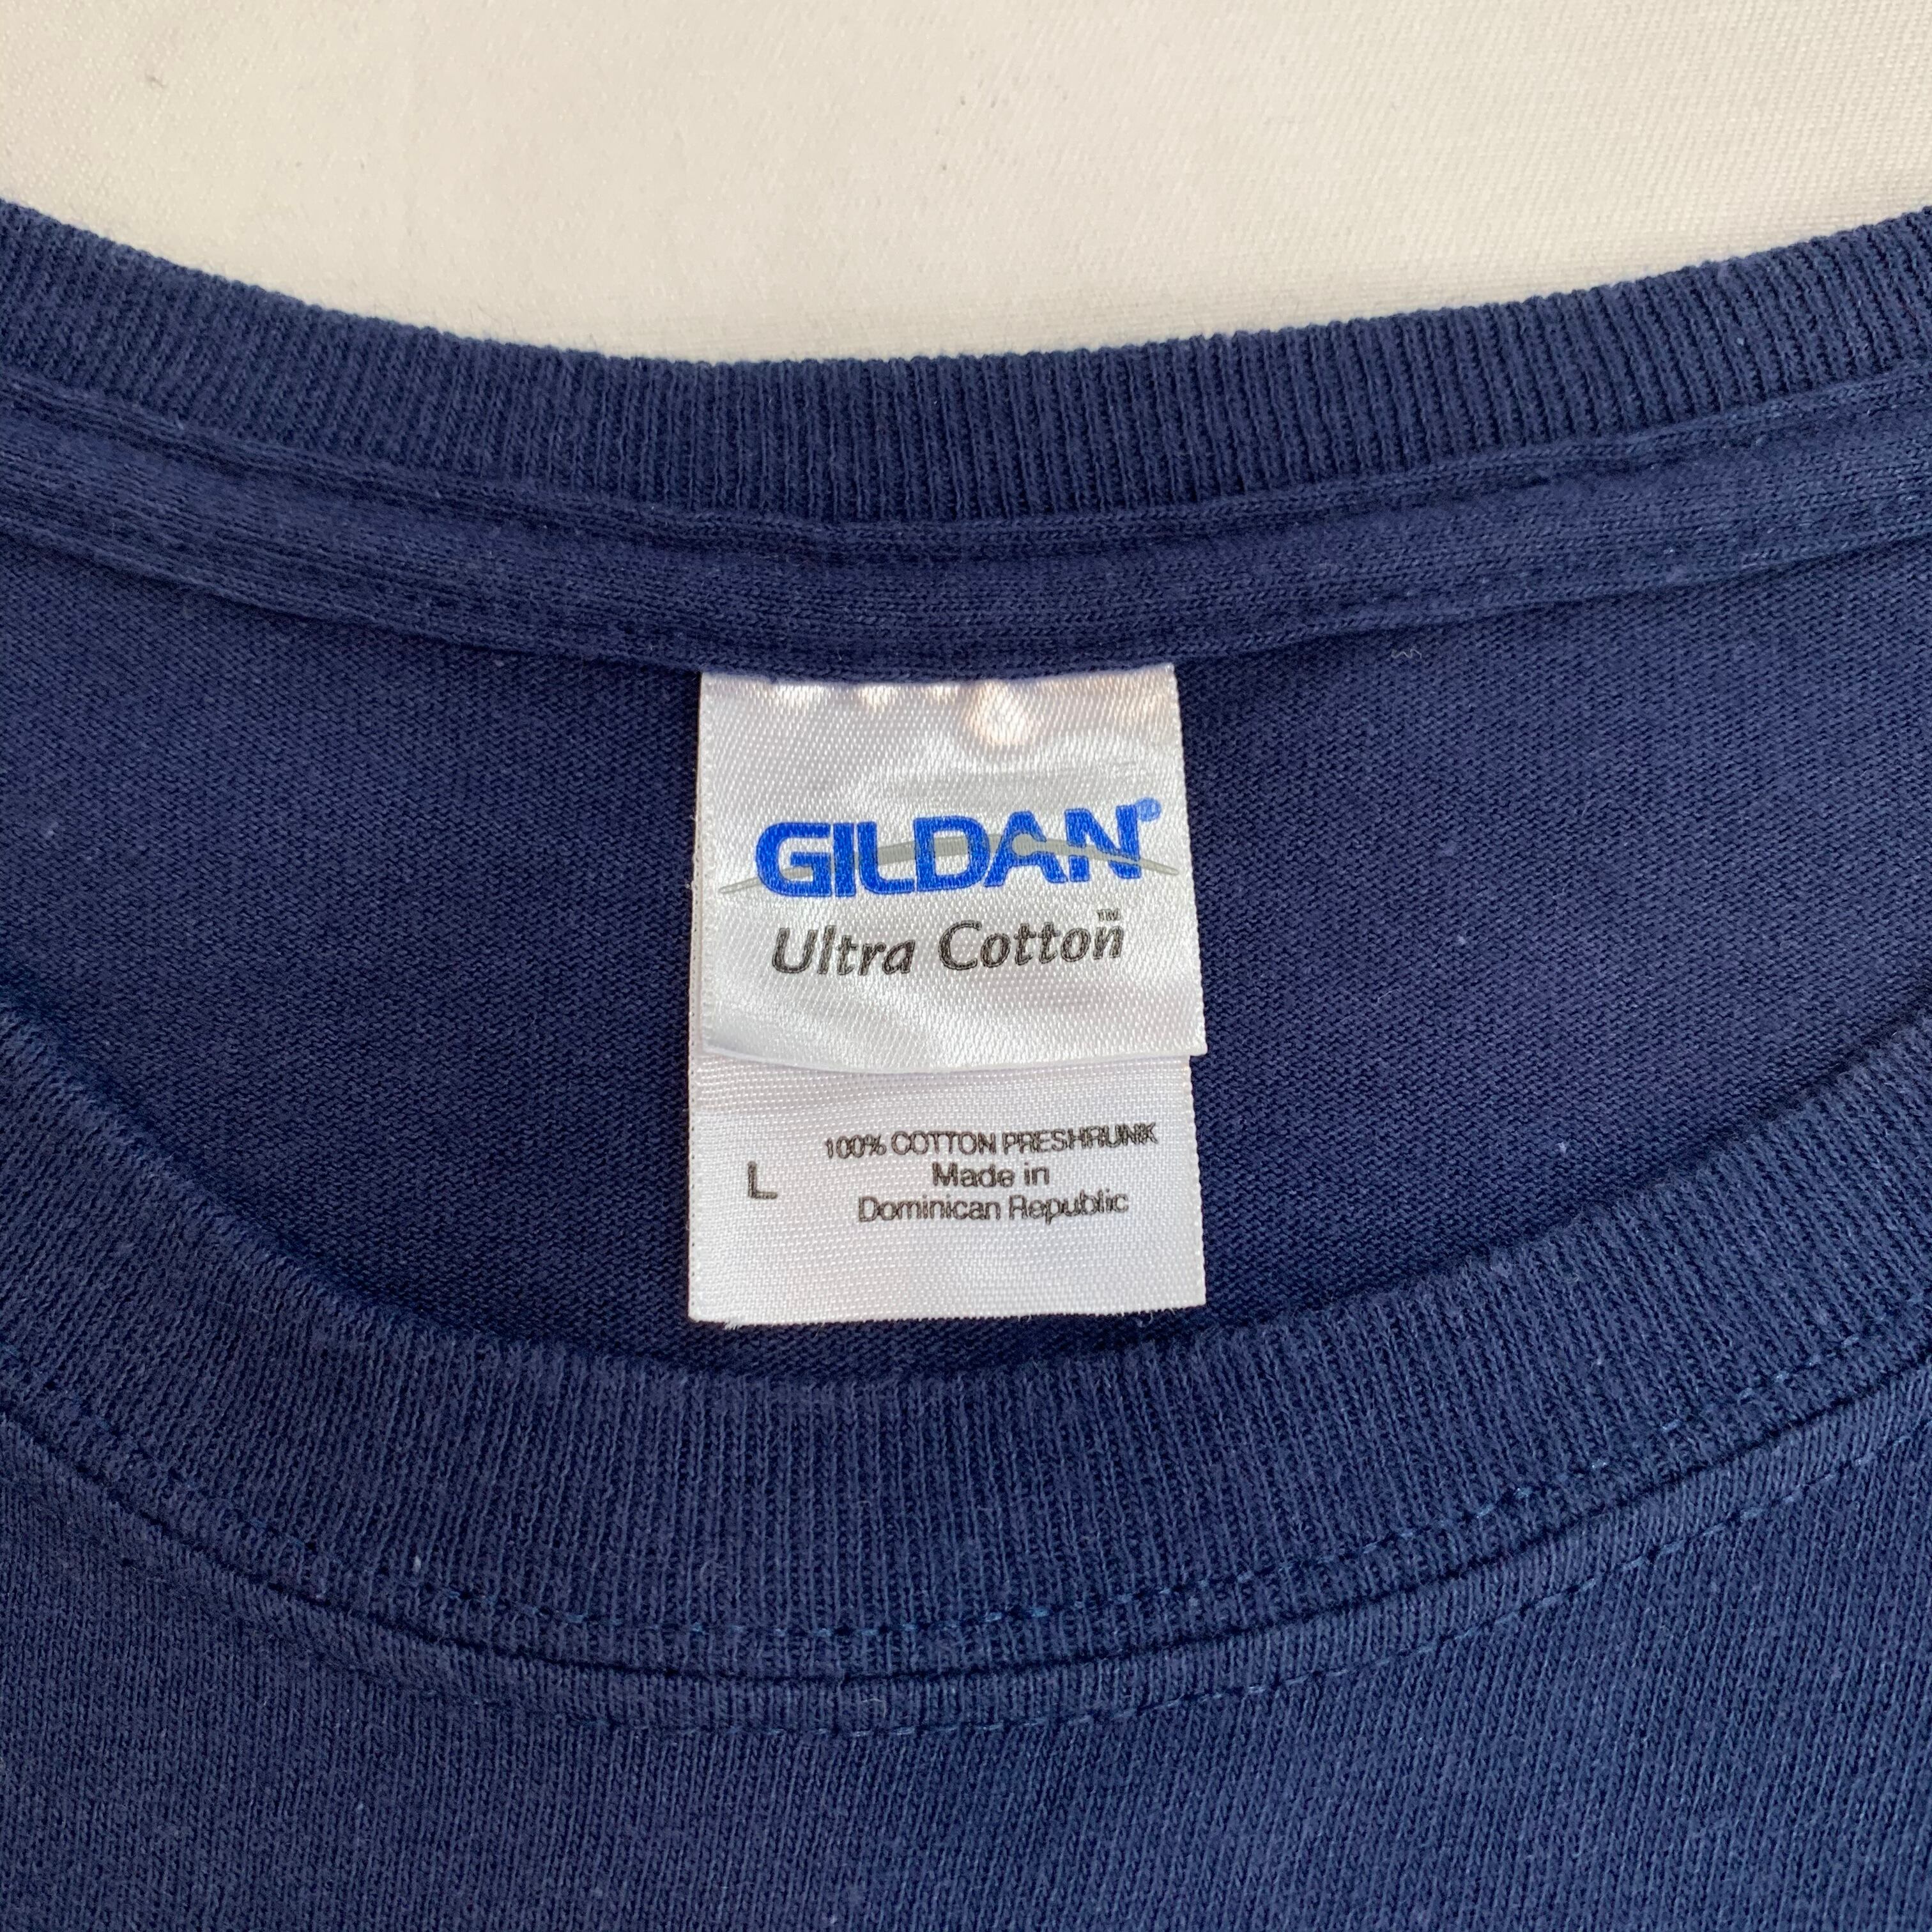 GILDAN®
Ultra Cotton™
100% COTTON PRESHRUNK
L
Made in
Dominican Republic